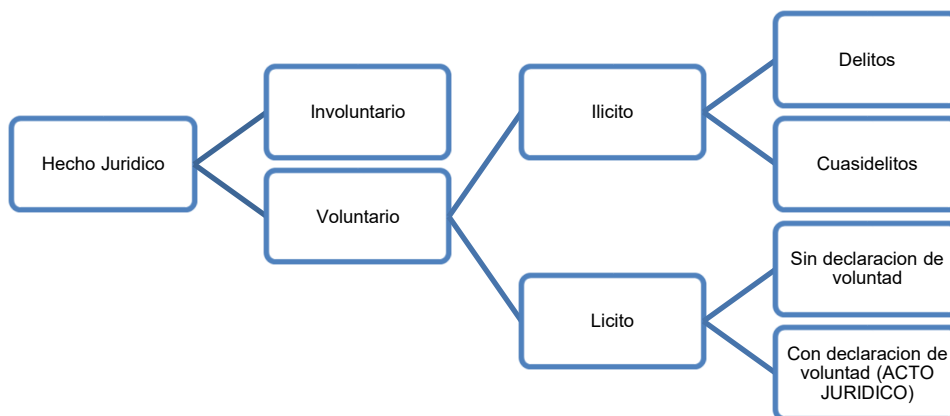 Hecho Juridico
Involuntario
Voluntario
Ilicito
Licito
Delitos
Cuasidelitos
Sin declaracion de
voluntad
Con declaracion de
voluntad (ACTO
JURIDICO)